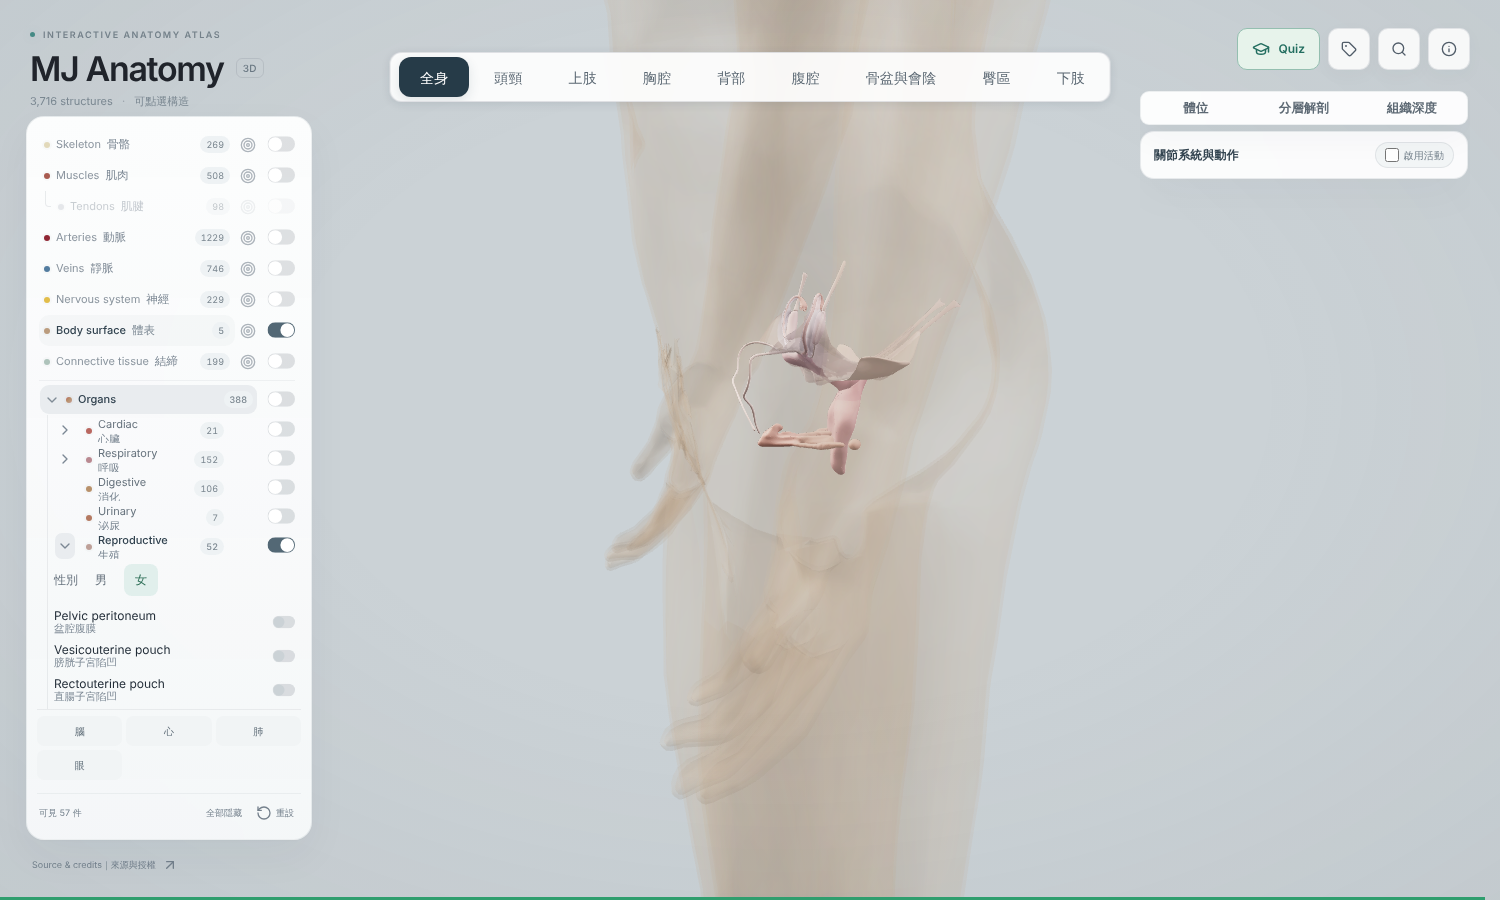 INTERACTIVE ANATOMY ATLAS
MJ Anatomy 3D
3,716 structures · 可點選構造
全身 頭頸 上肢 胸腔 背部 腹腔 骨盆與會陰 臀區 下肢
Quiz
體位 分層解剖 組織深度
關節系統與動作 啟用活動
Skeleton 骨骼 269
Muscles 肌肉 508
Tendons 肌腱 98
Arteries 動脈 1229
Veins 靜脈 746
Nervous system 神經 229
Body surface 體表 5
Connective tissue 結締 199
Organs 388
Cardiac 21
心臟
Respiratory 152
呼吸
Digestive 106
消化
Urinary 7
泌尿
Reproductive 52
生殖
性別 男 女
Pelvic peritoneum
盆腔腹膜
Vesicouterine pouch
膀胱子宮陷凹
Rectouterine pouch
直腸子宮陷凹
腦 心 肺
眼
可見 57 件 全部隱藏 重設
Source & credits | 來源與授權